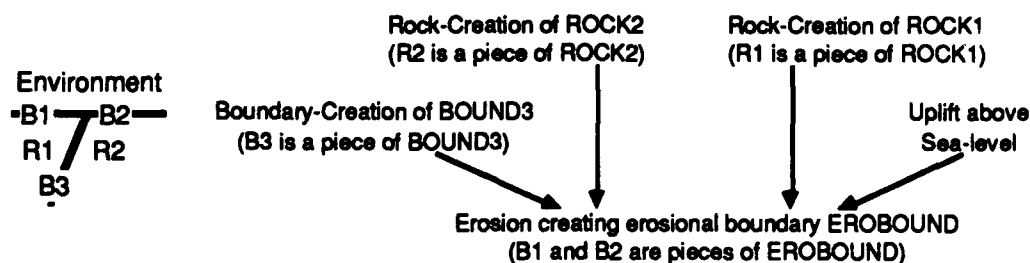 Rock-Creation of ROCK2
(R2 is a piece of ROCK2)
Rock-Creation of ROCK1
(R1 is a piece of ROCK1)
Environment
B1 B2
R1 R2
B3
Boundary-Creation of BOUND3
(B3 is a piece of BOUND3)
Uplift above
Sea-level
Erosion creating erosional boundary EROBOUND
(B1 and B2 are pieces of EROBOUND)